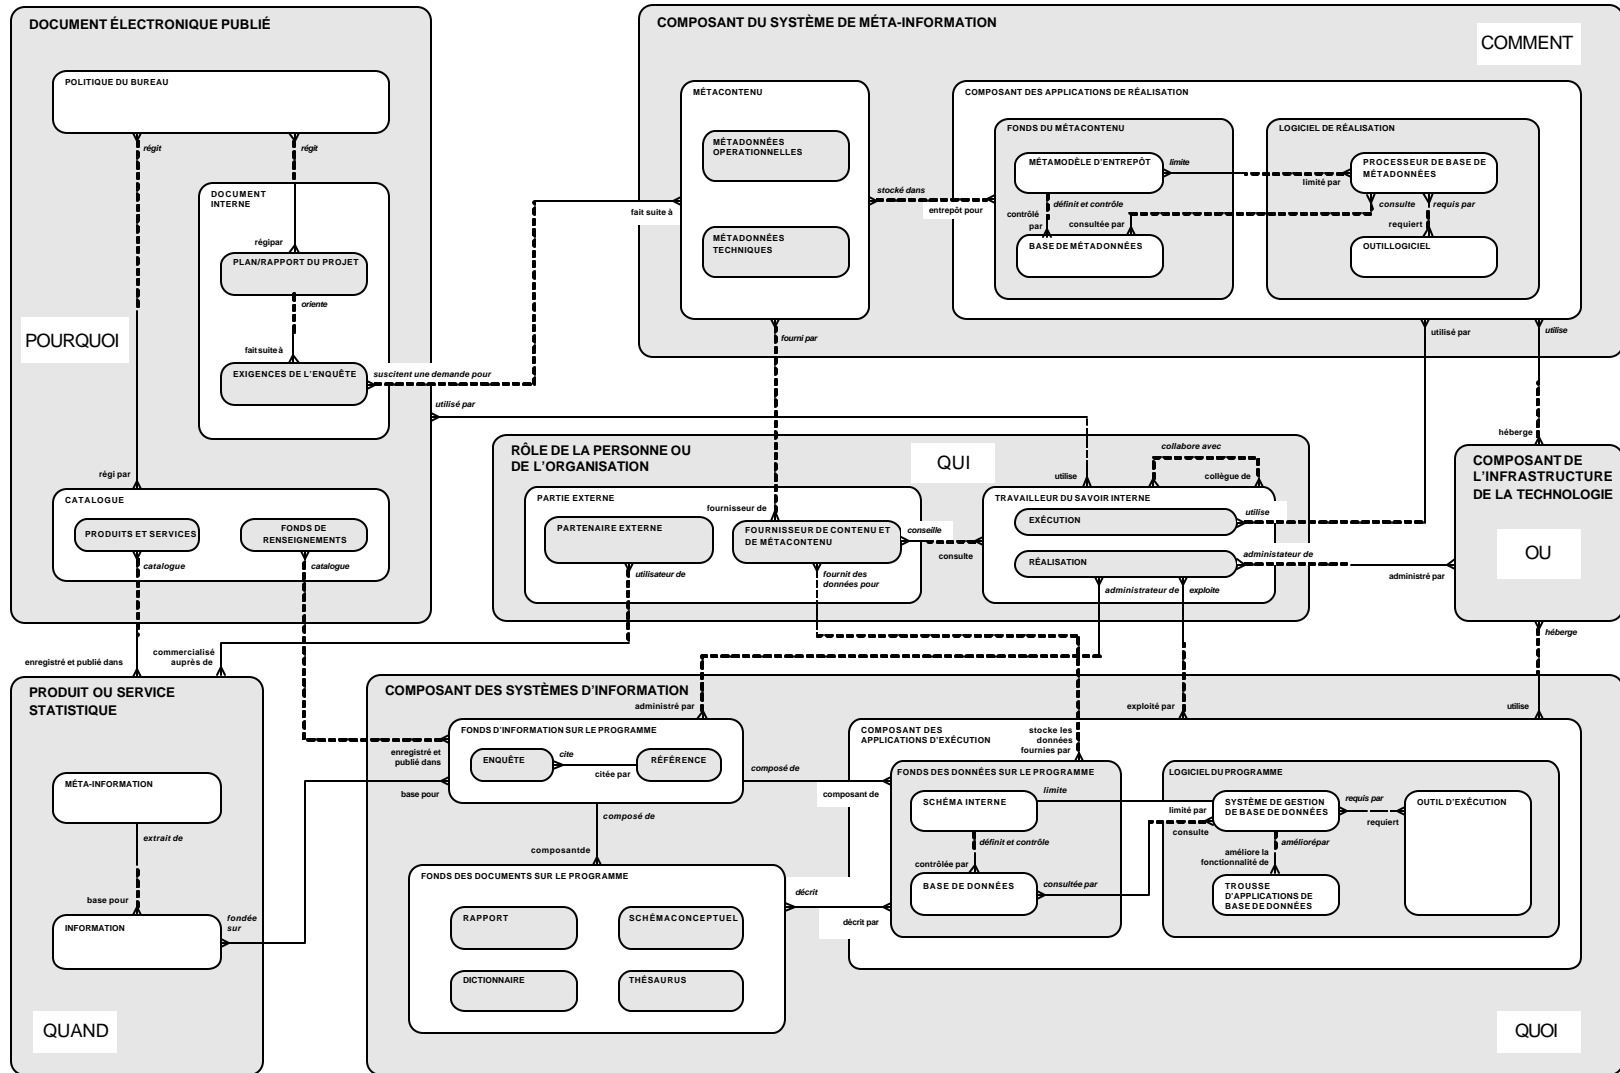 DOCUMENT ÉLECTRONIQUE PUBLIÉ
POLITIQUE DU BUREAU
régit
régit
DOCUMENT
INTERNE
régipar
PLAN/RAPPORT DU PROJET
oriente
POURQUOI
fait suite à
EXIGENCES DE L'ENQUÊTE
suscitent une demande pour
utilisé par
régi par
CATALOGUE
PRODUITS ET SERVICES
FONDS DE
RENSEIGNEMENTS
catalogue
catalogue
COMPOSANT DU SYSTÈME DE MÉTA-INFORMATION
COMMENT
MÉTACONTENU
MÉTADONNÉES
OPERATIONNELLES
MÉTADONNÉES
TECHNIQUES
fait suite à
stocké dans
entrepôt pour
fourni par
COMPOSANT DES APPLICATIONS DE RÉALISATION
FONDS DU MÉTACONTENU
MÉTAMODÈLE D'ENTREPÔT
définit et contrôle
contrôlé
par
consultée par
BASE DE MÉTADONNÉES
limite
limité par
LOGICIEL DE RÉALISATION
PROCESSEUR DE BASE DE
MÉTADONNÉES
consulte
requis par
requiert
OUTILLOGICIEL
utilisé par
utilise
héberge
RÔLE DE LA PERSONNE OU
DE L'ORGANISATION
QUI
PARTIE EXTERNE
fournisseur de
PARTENAIRE EXTERNE
FOURNISSEUR DE CONTENU ET
DE MÉTACONTENU
utilisateur de
fournit des
données pour
conseille
consulte
utilise
collabore avec
collègue de
TRAVAILLEUR DU SAVOIR INTERNE
EXÉCUTION
utilise
RÉALISATION
administateur de
administré par
administrateur de
exploite
COMPOSANT DE
L'INFRASTRUCTURE
DE LA TECHNOLOGIE
OU
héberge
enregistré et publié dans
commercialisé
auprès de
PRODUIT OU SERVICE
STATISTIQUE
MÉTA-INFORMATION
extrait de
base pour
INFORMATION
fondée
sur
QUAND
COMPOSANT DES SYSTÈMES D'INFORMATION
administré par
exploité par
utilise
FONDS D'INFORMATION SUR LE PROGRAMME
enregistré et
publié dans
base pour
ENQUÊTE
cite
citée par
RÉFÉRENCE
composé de
composant de
composé de
composantde
FONDS DES DOCUMENTS SUR LE PROGRAMME
RAPPORT
SCHÉMACONCEPTUEL
DICTIONNAIRE
THÉSAURUS
décrit
décrit par
COMPOSANT DES
APPLICATIONS D'EXÉCUTION
stocke les
données
fournies par
FONDS DES DONNÉES SUR LE PROGRAMME
SCHÉMA INTERNE
limite
définit et contrôle
contrôlée par
BASE DE DONNÉES
consultée par
LOGICIEL DU PROGRAMME
limité par
consulte
SYSTÈME DE GESTION
DE BASE DE DONNÉES
requis par
requiert
OUTIL D'EXÉCUTION
améliorépar
améliore la
fonctionnalité de
TROUSSE
D'APPLICATIONS DE
BASE DE DONNÉES
QUOI